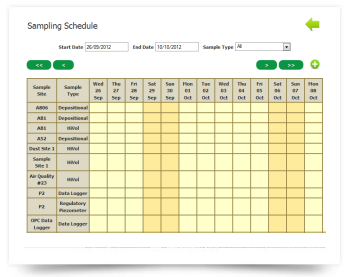 Sampling Schedule
Start Date 26/09/2012 End Date 10/10/2012 Sample Type All
<< < > >>
Sample Site Sample Type Wed 26 Sep Thu 27 Sep Fri 28 Sep Sat 29 Sep Sun 30 Sep Mon 01 Oct Tue 02 Oct Wed 03 Oct Thu 04 Oct Fri 05 Oct Sat 06 Oct Sun 07 Oct Mon 08 Oct
AB06 Depositional
AB1 Depositional
AB1 HiVol
AS2 Depositional
Dust Site 1 HiVol
Sample Site 1 HiVol
Air Quality #23 HiVol
P2 Data Logger
P2 Regulatory Piezometer
OPC Data Logger Data Logger